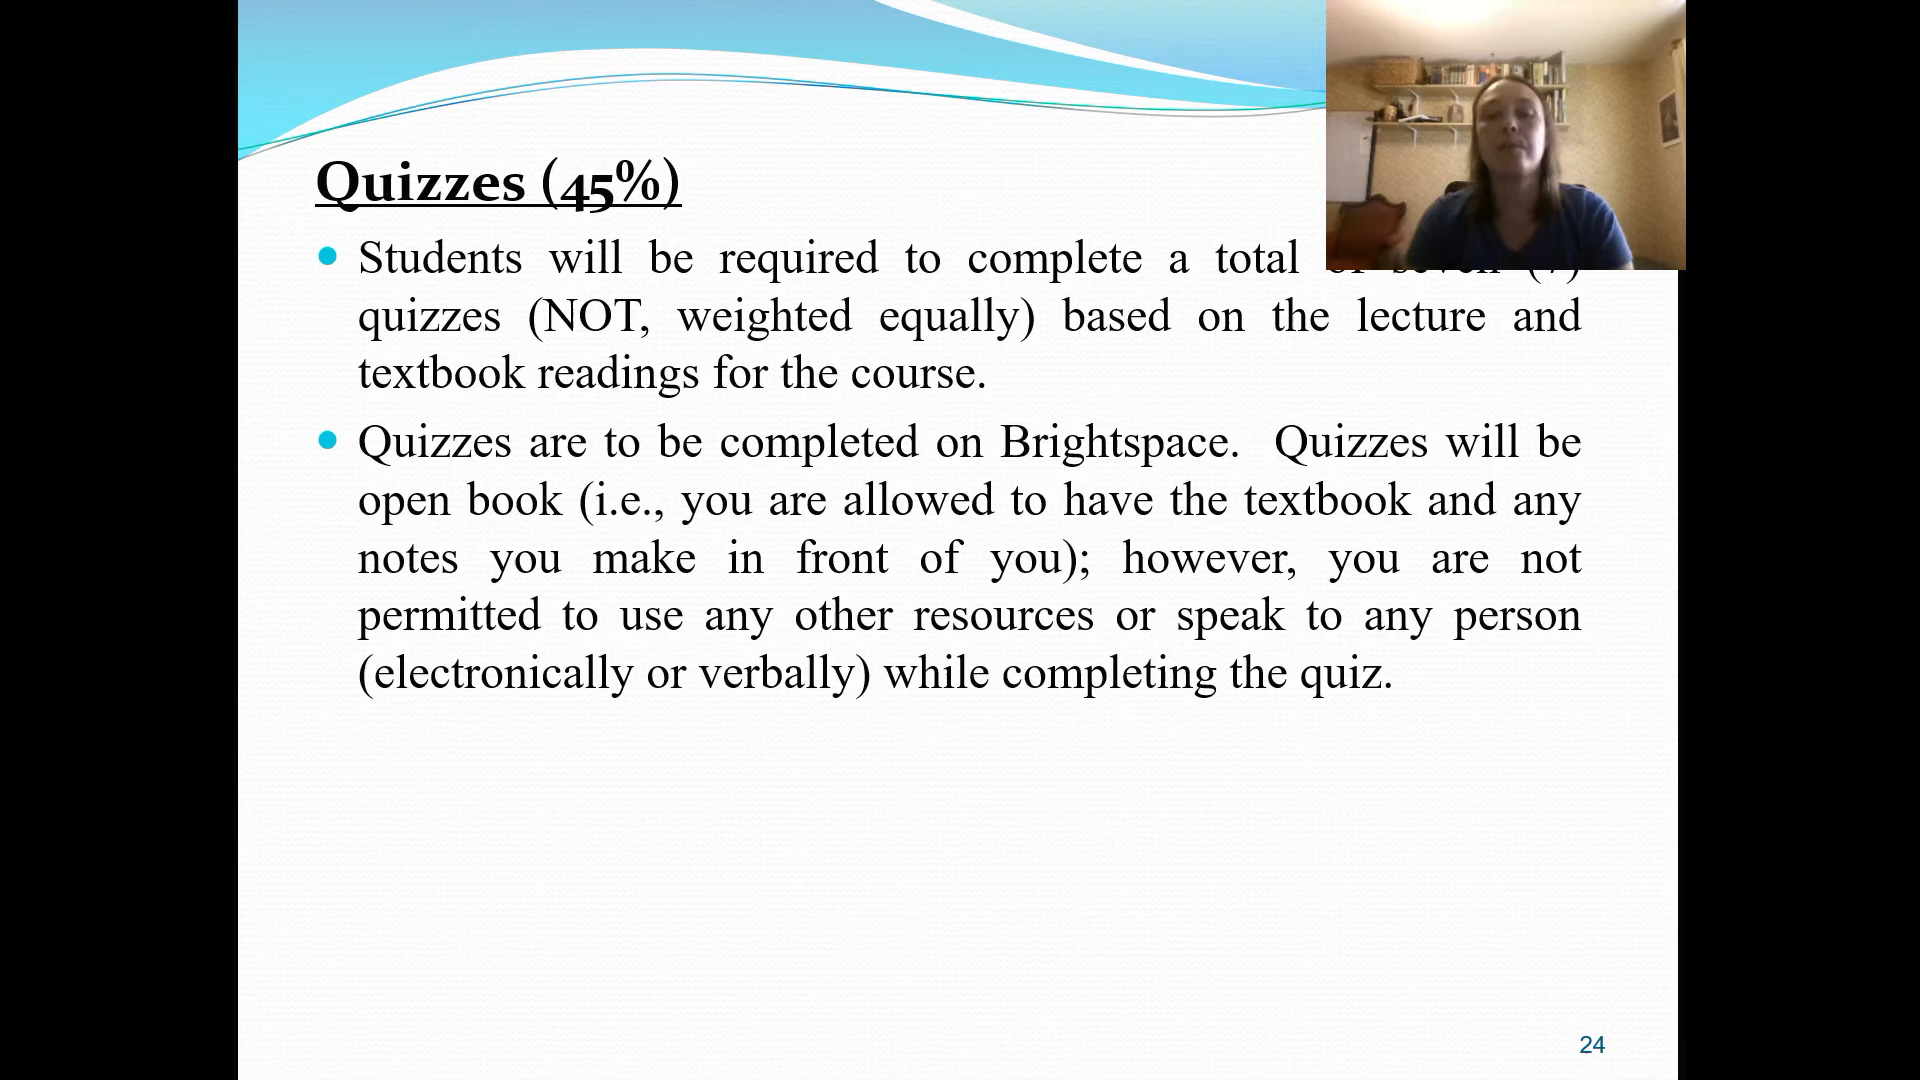 Quizzes (45%)
Students will be required to complete a total of seven (7)
quizzes (NOT, weighted equally) based on the lecture and
textbook readings for the course.
Quizzes are to be completed on Brightspace. Quizzes will be
open book (i.e., you are allowed to have the textbook and any
notes you make in front of you); however, you are not
permitted to use any other resources or speak to any person
(electronically or verbally) while completing the quiz.
24